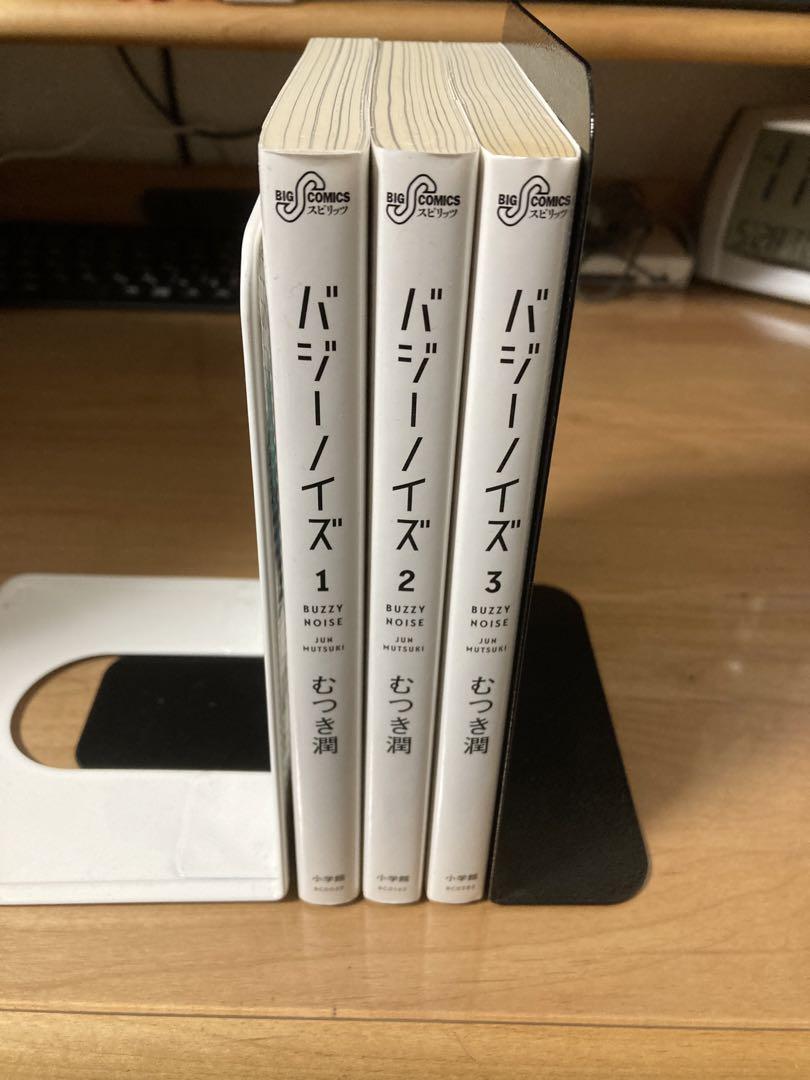 BIG COMICS
スピリッツ
バジーノイズ
1
BUZZY
NOISE
JUN
MUTSUKI
むつき潤
小学館
BIG COMICS
スピリッツ
バジーノイズ
2
BUZZY
NOISE
JUN
MUTSUKI
むつき潤
小学館
BIG COMICS
スピリッツ
バジーノイズ
3
BUZZY
NOISE
JUN
MUTSUKI
むつき潤
小学館